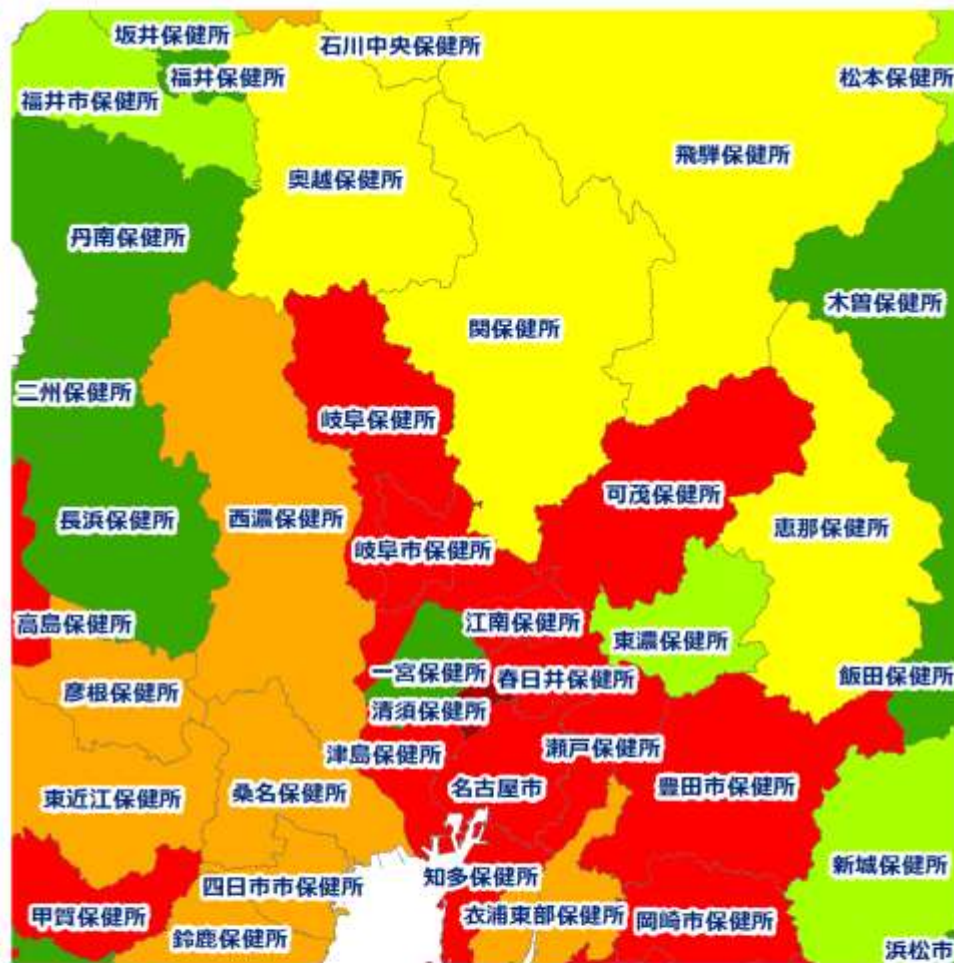 坂井保健所
石川中央保健所
福井保健所
松本保健所
福井市保健所
飛騨保健所
奥越保健所
丹南保健所
木曽保健所
関保健所
二州保健所
岐阜保健所
可茂保健所
長浜保健所
西濃保健所
恵那保健所
岐阜市保健所
高島保健所
江南保健所
東濃保健所
一宮保健所
春日井保健所
飯田保健所
彦根保健所
清須保健所
瀬戸保健所
津島保健所
東近江保健所
桑名保健所
名古屋市
豊田市保健所
新城保健所
四日市市保健所
知多保健所
甲賀保健所
衣浦東部保健所
岡崎市保健所
鈴鹿保健所
浜松市